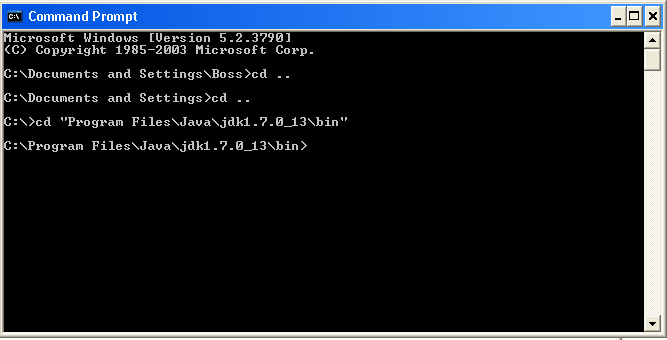 Command Prompt
Microsoft Windows [Version 5.2.3790]
(C) Copyright 1985-2003 Microsoft Corp.
C:\Documents and Settings\Boss>cd ..
C:\Documents and Settings>cd ..
C:\>cd "Program Files\Java\jdk1.7.0_13\bin"
C:\Program Files\Java\jdk1.7.0_13\bin>